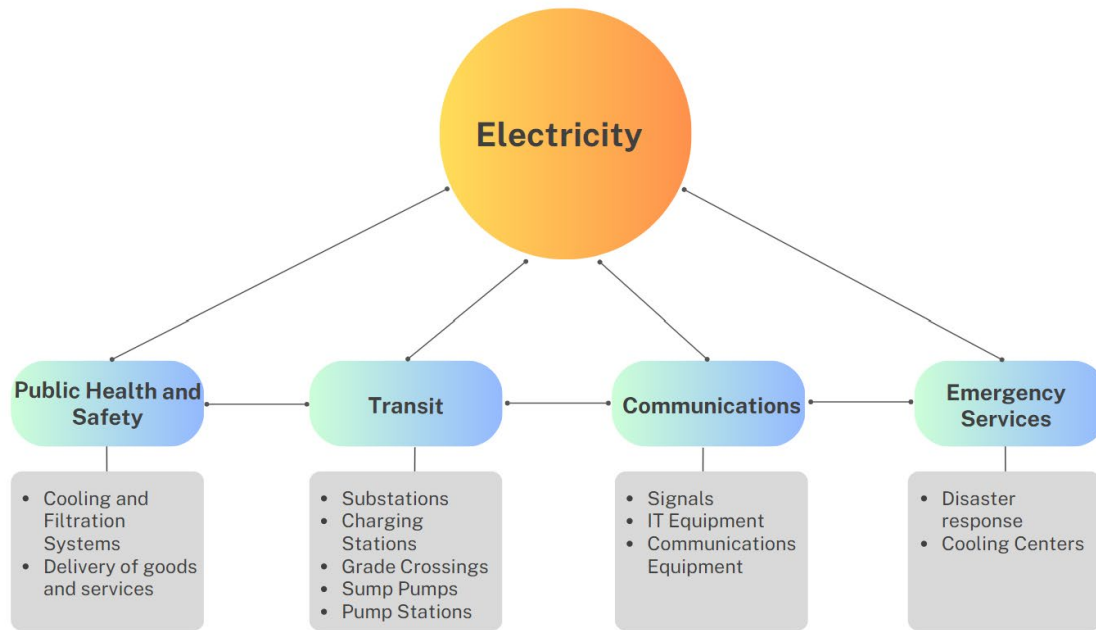 Electricity
Public Health and
Safety
Transit
Communications
Emergency
Services
• Cooling and
Filtration
Systems
• Delivery of goods
and services
• Substations
• Charging
Stations
• Grade Crossings
• Sump Pumps
• Pump Stations
• Signals
• IT Equipment
• Communications
Equipment
• Disaster
response
• Cooling Centers